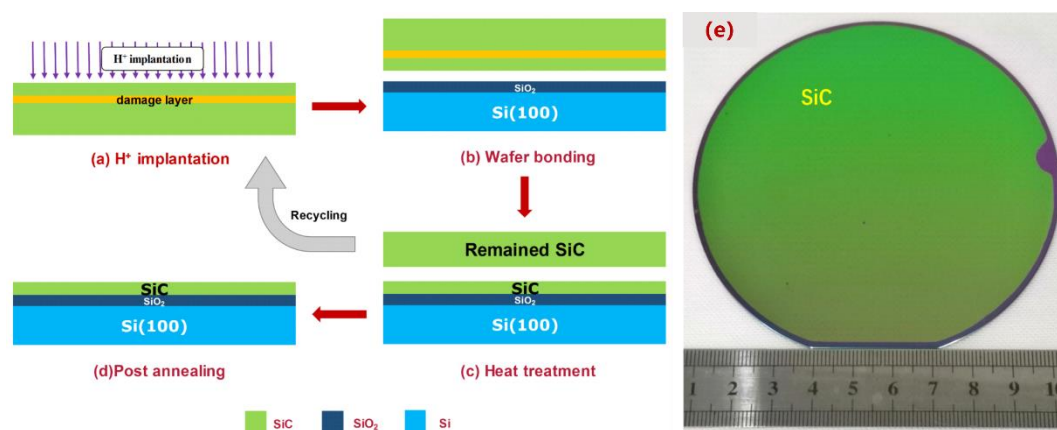 H⁺ implantation
damage layer
(a) H⁺ implantation
SiO₂
Si(100)
(b) Wafer bonding
Recycling
Remained SiC
SiC
SiO₂
Si(100)
(c) Heat treatment
SiC
SiO₂
Si(100)
(d)Post annealing
SiC
SiO₂
Si
(e)
SiC
1 2 3 4 5 6 7 8 9 10